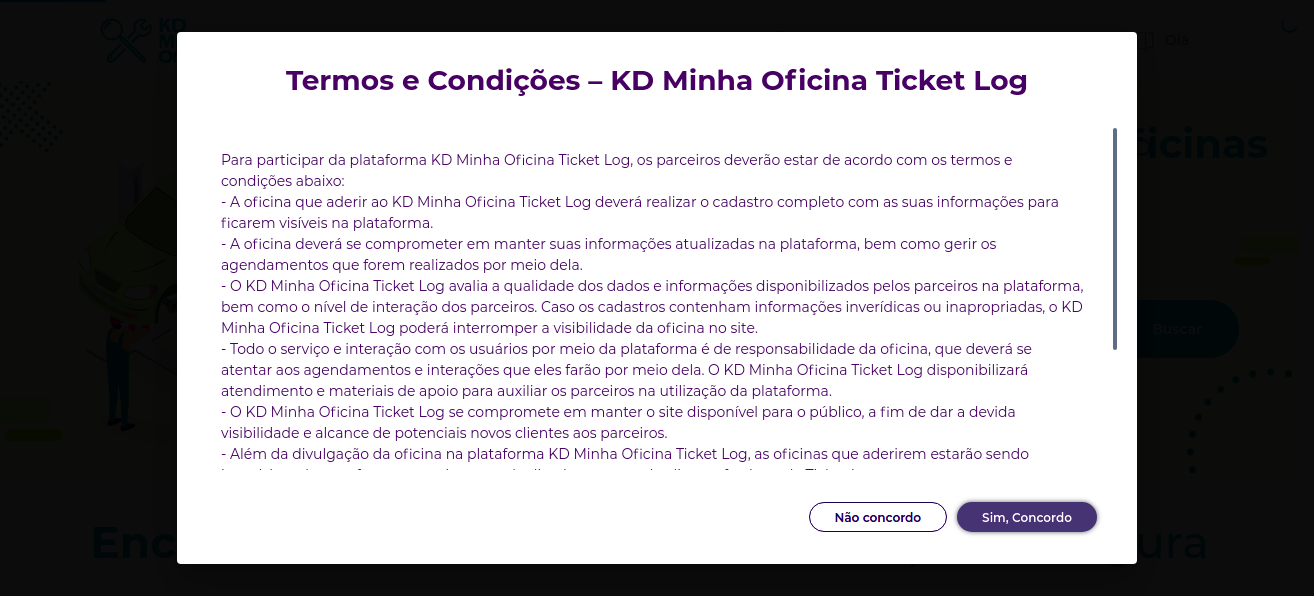 KD
Olá
Termos e Condições – KD Minha Oficina Ticket Log
icinas
Para participar da plataforma KD Minha Oficina Ticket Log, os parceiros deverão estar de acordo com os termos e
condições abaixo:
- A oficina que aderir ao KD Minha Oficina Ticket Log deverá realizar o cadastro completo com as suas informações para
ficarem visíveis na plataforma.
- A oficina deverá se comprometer em manter suas informações atualizadas na plataforma, bem como gerir os
agendamentos que forem realizados por meio dela.
- O KD Minha Oficina Ticket Log avalia a qualidade dos dados e informações disponibilizados pelos parceiros na plataforma,
bem como o nível de interação dos parceiros. Caso os cadastros contenham informações inverídicas ou inapropriadas, o KD
Minha Oficina Ticket Log poderá interromper a visibilidade da oficina no site.
Buscar
- Todo o serviço e interação com os usuários por meio da plataforma é de responsabilidade da oficina, que deverá se
atentar aos agendamentos e interações que eles farão por meio dela. O KD Minha Oficina Ticket Log disponibilizará
atendimento e materiais de apoio para auxiliar os parceiros na utilização da plataforma.
- O KD Minha Oficina Ticket Log se compromete em manter o site disponível para o público, a fim de dar a devida
visibilidade e alcance de potenciais novos clientes aos parceiros.
- Além da divulgação da oficina na plataforma KD Minha Oficina Ticket Log, as oficinas que aderirem estarão sendo
Não concordo
Sim, Concordo
Enc
ura